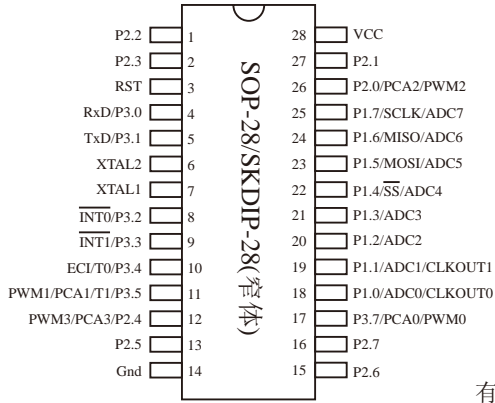 P2.2 1 28 VCC
P2.3 2 27 P2.1
RST 3 26 P2.0/PCA2/PWM2
RxD/P3.0 4 25 P1.7/SCLK/ADC7
TxD/P3.1 5 24 P1.6/MISO/ADC6
XTAL2 6 23 P1.5/MOSI/ADC5
XTAL1 7 22 P1.4/S̅S̅/ADC4
I̅N̅T̅0̅/P3.2 8 21 P1.3/ADC3
I̅N̅T̅1̅/P3.3 9 20 P1.2/ADC2
ECI/T0/P3.4 10 19 P1.1/ADC1/CLKOUT1
PWM1/PCA1/T1/P3.5 11 18 P1.0/ADC0/CLKOUT0
PWM3/PCA3/P2.4 12 17 P3.7/PCA0/PWM0
P2.5 13 16 P2.7
Gnd 14 15 P2.6
SOP-28/SKDIP-28(窄体)
有